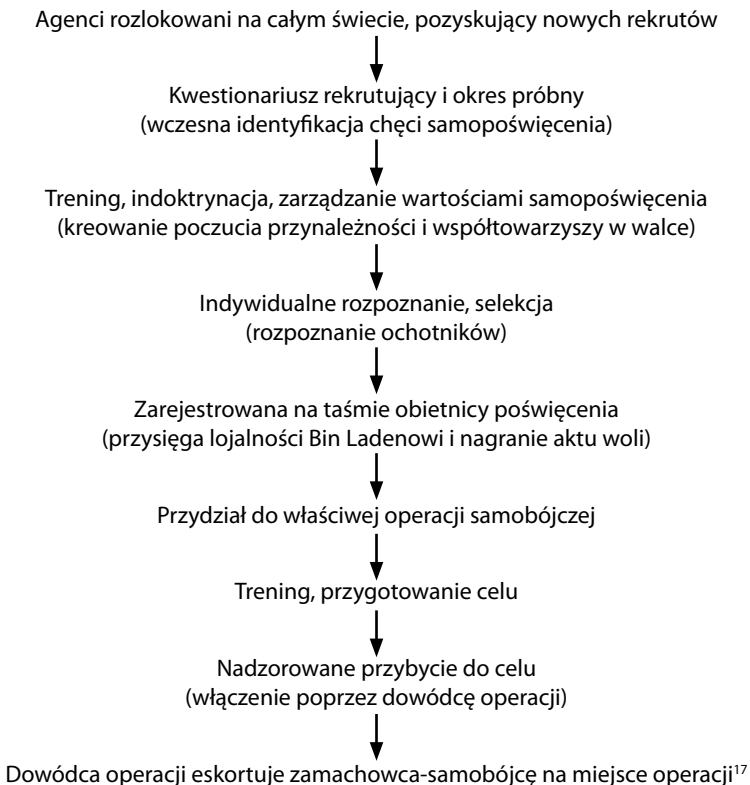 Agenci rozlokowani na całym świecie, pozyskujący nowych rekrutów
Kwestionariusz rekrutujący i okres próbny
(wczesna identyfikacja chęci samopoświęcenia)
Trening, indoktrynacja, zarządzanie wartościami samopoświęcenia
(kreowanie poczucia przynależności i współtowarzyszy w walce)
Indywidualne rozpoznanie, selekcja
(rozpoznanie ochotników)
Zarejestrowana na taśmie obietnicy poświęcenia
(przysięga lojalności Bin Ladenowi i nagranie aktu woli)
Przydział do właściwej operacji samobójczej
Trening, przygotowanie celu
Nadzorowane przybycie do celu
(włączenie poprzez dowódcę operacji)
Dowódca operacji eskortuje zamachowca-samobójcę na miejsce operacji¹⁷